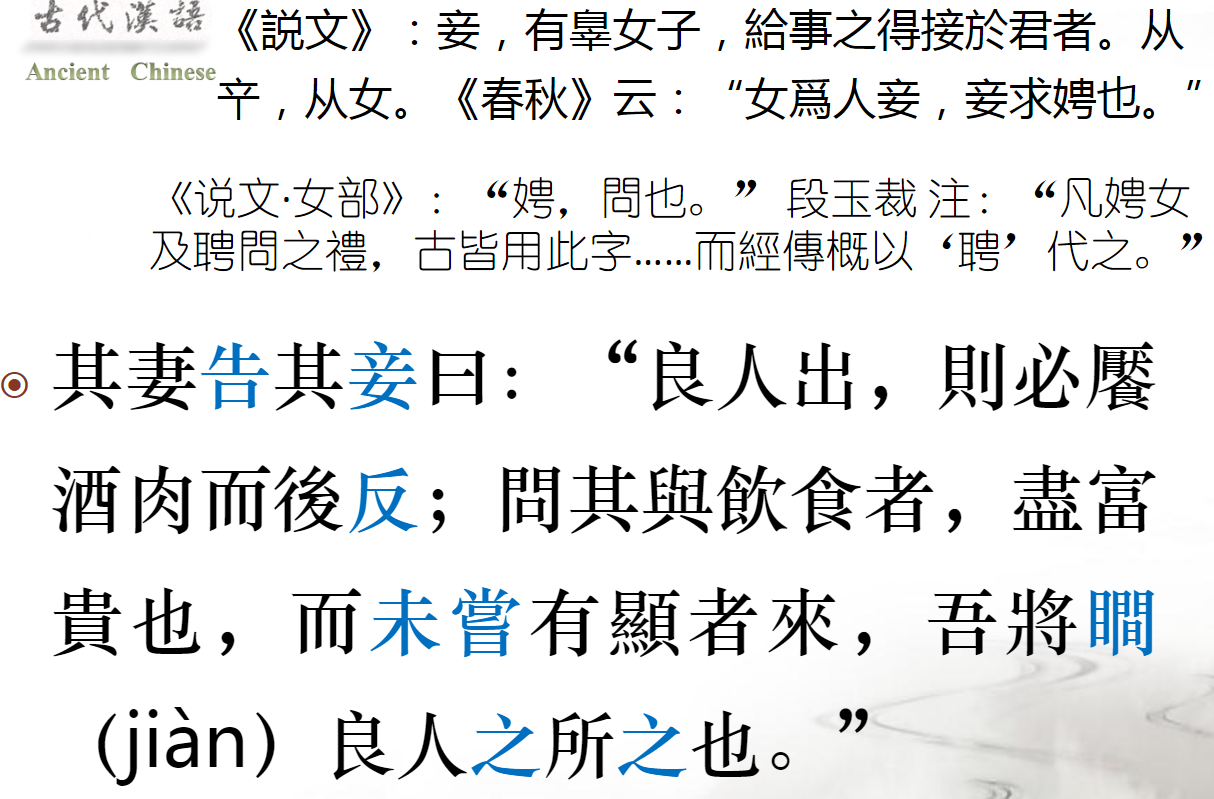 古代漢語
Ancient Chinese
《説文》：妾，有辠女子，給事之得接於君者。从
䇂，从女。《春秋》云：“女爲人妾，妾求娉也。”
《说文·女部》：“娉，問也。”段玉裁 注：“凡娉女
及聘問之禮，古皆用此字……而經傳概以‘聘’代之。”
其妻告其妾曰：“良人出，則必饜
酒肉而後反；問其與飲食者，盡富
貴也，而未嘗有顯者來，吾將瞯
（jiàn）良人之所之也。”